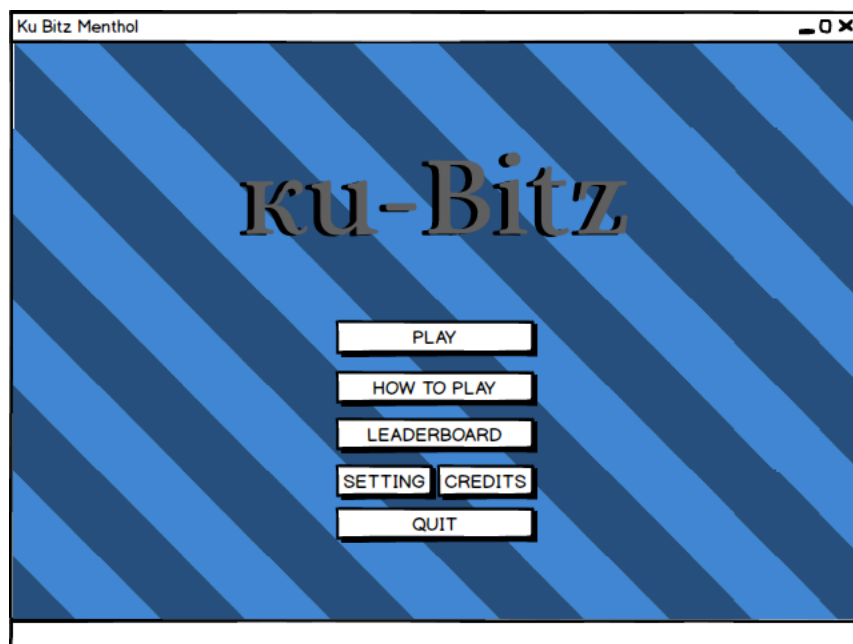 Ku Bitz Menthol
Ku-Bitz
PLAY
HOW TO PLAY
LEADERBOARD
SETTING CREDITS
QUIT